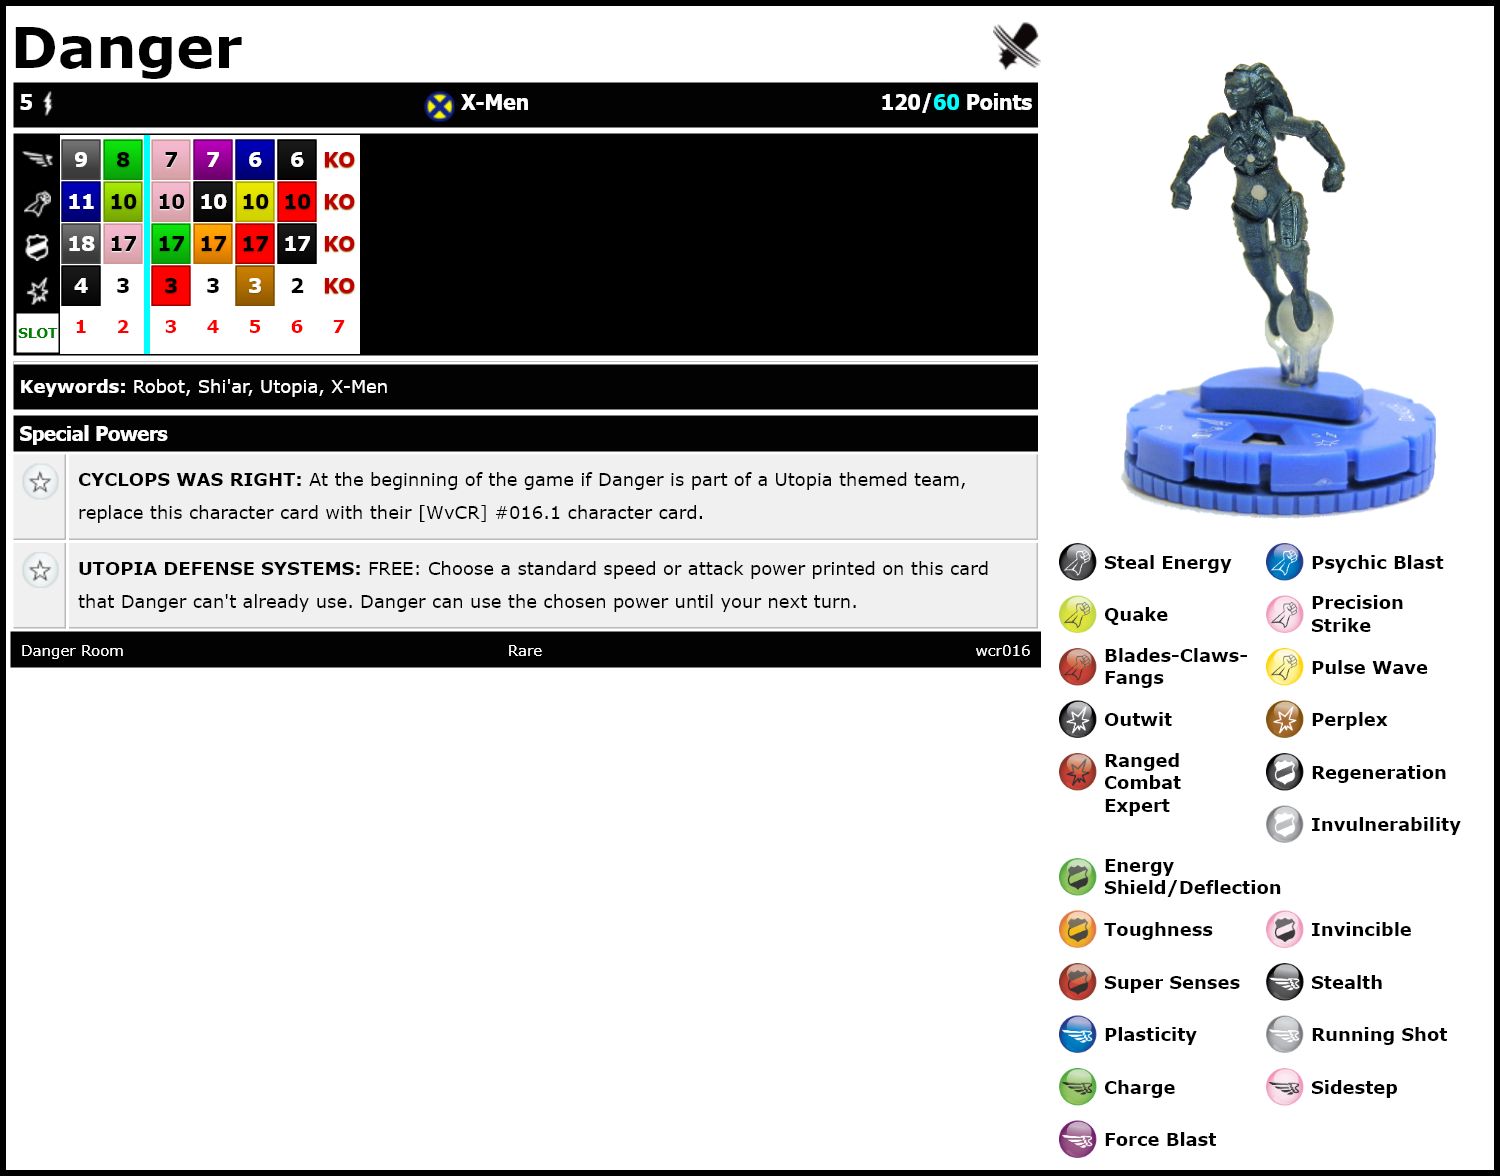 Danger
5 X-Men 120/60 Points
9 8 7 7 6 6 KO
11 10 10 10 10 10 KO
18 17 17 17 17 17 KO
4 3 3 3 3 2 KO
SLOT 1 2 3 4 5 6 7
Keywords: Robot, Shi'ar, Utopia, X-Men
Special Powers
CYCLOPS WAS RIGHT: At the beginning of the game if Danger is part of a Utopia themed team,
replace this character card with their [WvCR] #016.1 character card.
UTOPIA DEFENSE SYSTEMS: FREE: Choose a standard speed or attack power printed on this card
that Danger can't already use. Danger can use the chosen power until your next turn.
Danger Room Rare wcr016
Steal Energy Psychic Blast
Quake Precision
Strike
Blades-Claws-
Fangs Pulse Wave
Outwit Perplex
Ranged
Combat
Expert Regeneration
Invulnerability
Energy
Shield/Deflection
Toughness Invincible
Super Senses Stealth
Plasticity Running Shot
Charge Sidestep
Force Blast